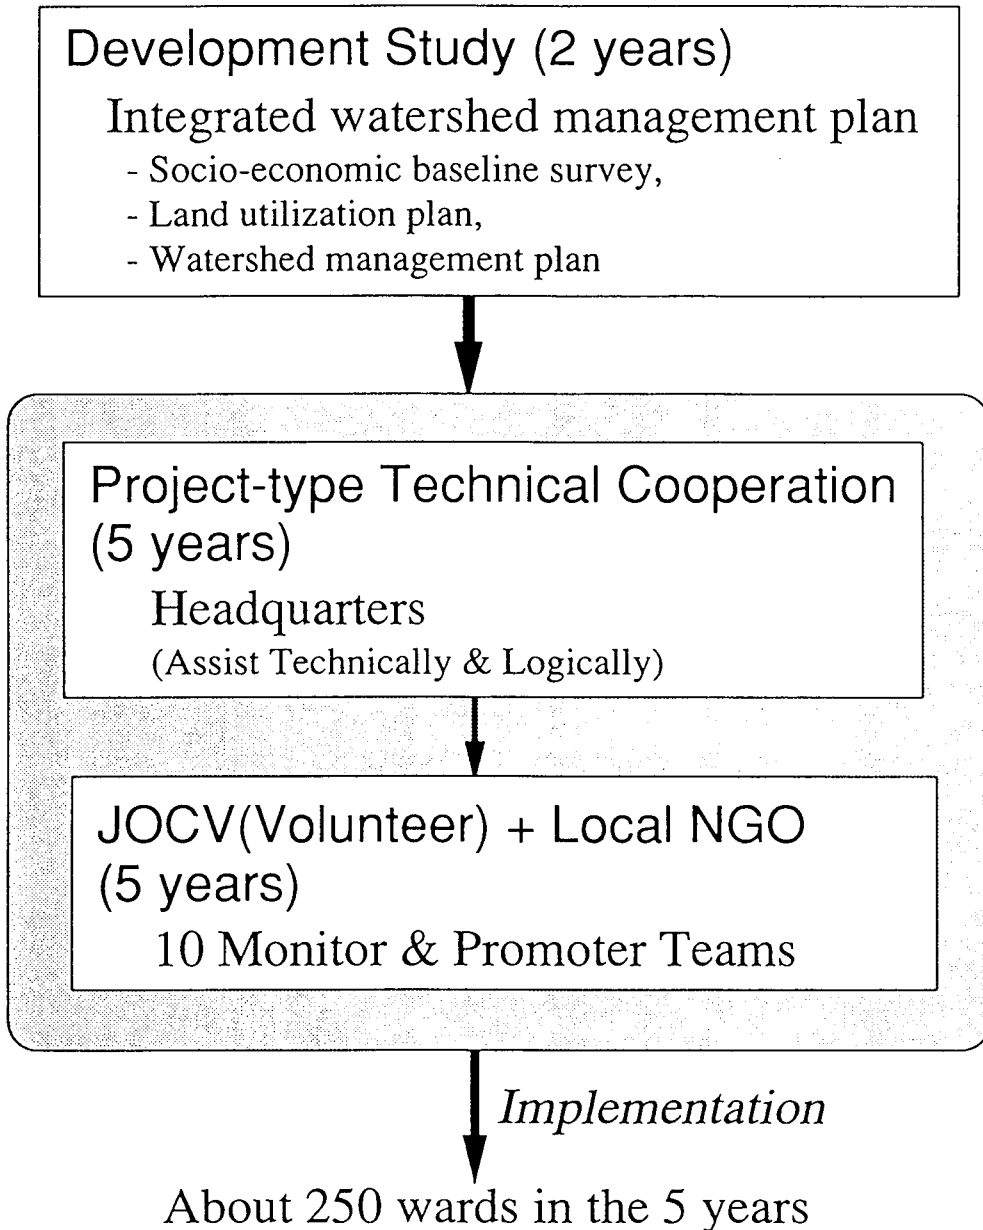 Development Study (2 years)
Integrated watershed management plan
- Socio-economic baseline survey,
- Land utilization plan,
- Watershed management plan
Project-type Technical Cooperation
(5 years)
Headquarters
(Assist Technically & Logically)
JOCV(Volunteer) + Local NGO
(5 years)
10 Monitor & Promoter Teams
Implementation
About 250 wards in the 5 years